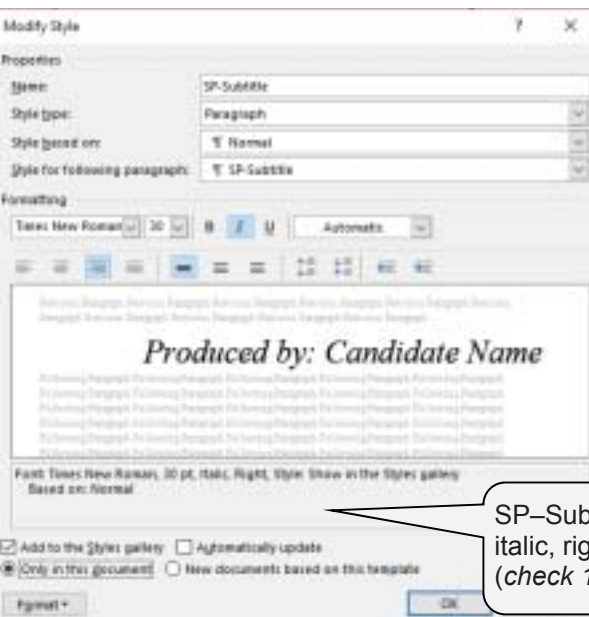 Modify Style ? ×
Properties
Name: SP-Subtitle
Style type: Paragraph
Style based on: ¶ Normal
Style for following paragraph: ¶ SP-Subtitle
Formatting
Times New Roman 30 B I U Automatic
Produced by: Candidate Name
Font: Times New Roman, 30 pt, Italic, Right, Style: Show in the Styles gallery
Based on: Normal
SP–Sub
italic, rig
(check 1
Add to the Styles gallery Automatically update
Only in this document New documents based on this template
Format OK